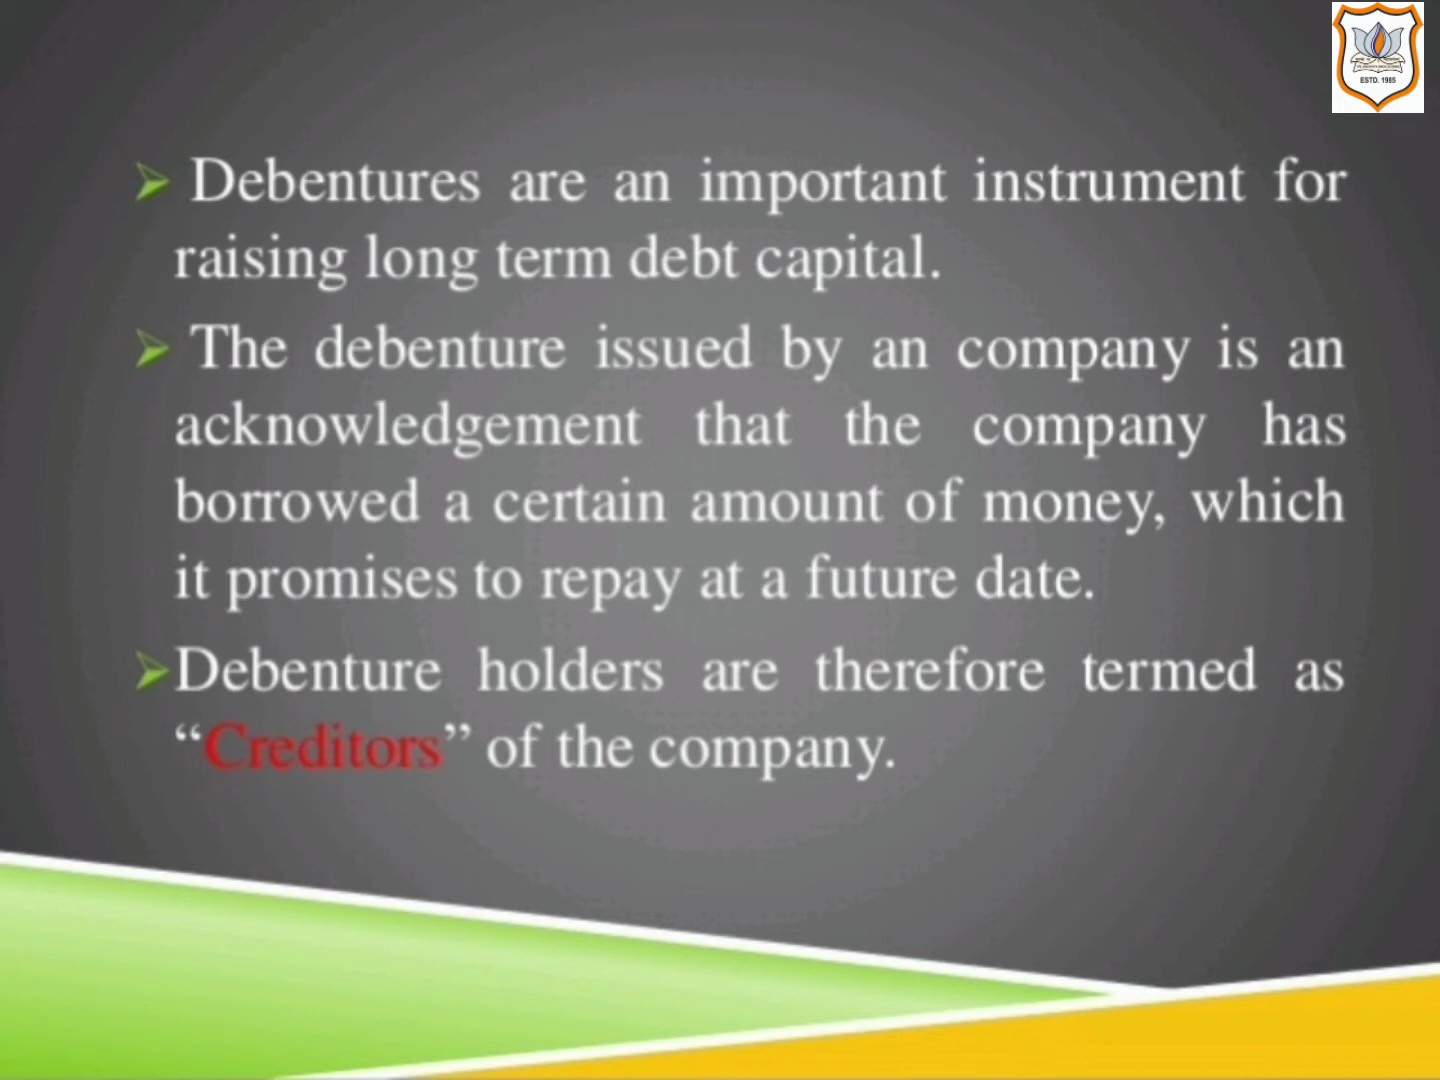 ESTD. 1985
Debentures are an important instrument for
raising long term debt capital.
The debenture issued by an company is an
acknowledgement that the company has
borrowed a certain amount of money, which
it promises to repay at a future date.
Debenture holders are therefore termed as
“Creditors” of the company.